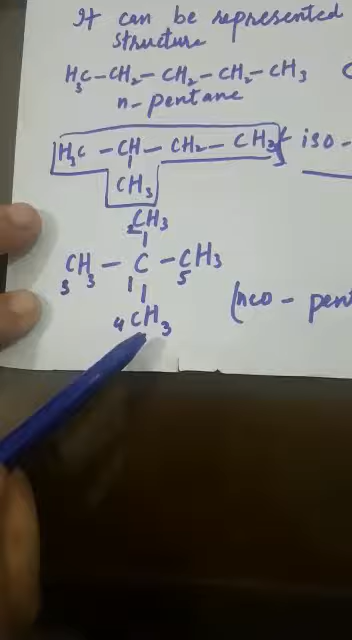 It can be represented
structure
H3C-CH2-CH2-CH2-CH3
n-pentane
H3C-CH-CH2-CH3 iso-
CH3
2CH3
CH3-C-CH3
3 1 5
4CH3
(neo-pent